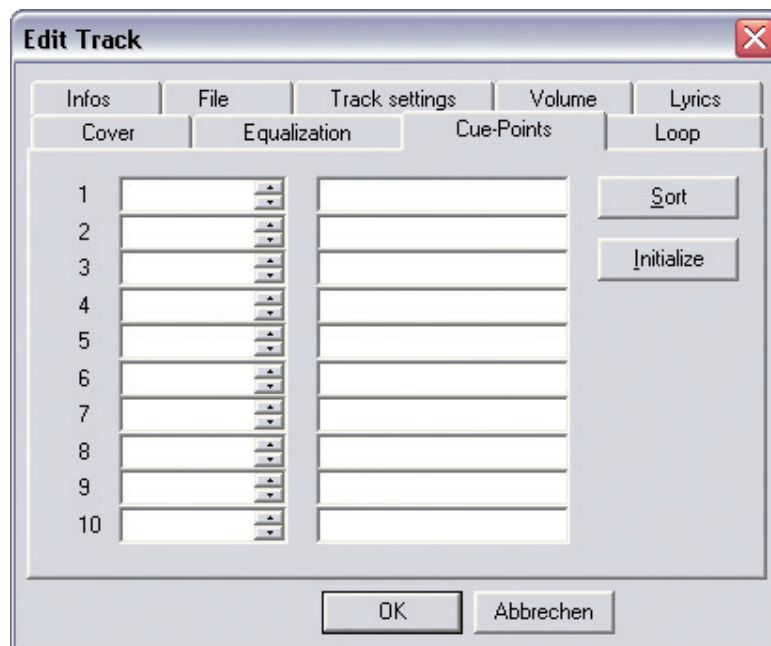 Edit Track
Infos File Track settings Volume Lyrics
Cover Equalization Cue-Points Loop
1 Sort
2
3 Initialize
4
5
6
7
8
9
10
OK Abbrechen